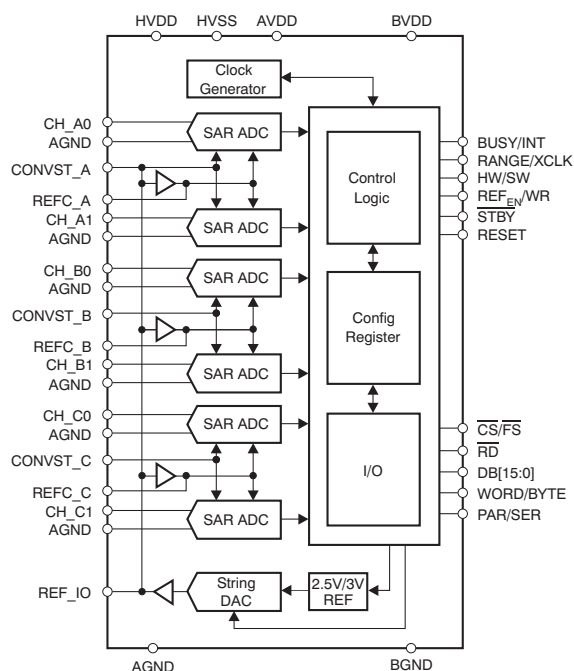 HVDD HVSS AVDD BVDD
Clock
Generator
CH_A0
AGND
SAR ADC
CONVST_A
REFC_A
CH_A1
AGND
SAR ADC
CH_B0
AGND
SAR ADC
CONVST_B
REFC_B
CH_B1
AGND
SAR ADC
CH_C0
AGND
SAR ADC
CONVST_C
REFC_C
CH_C1
AGND
SAR ADC
REF_IO
String
DAC
2.5V/3V
REF
Control
Logic
Config
Register
I/O
BUSY/INT
RANGE/XCLK
HW/SW
REFEN/WR
STBY
RESET
CS/FS
RD
DB[15:0]
WORD/BYTE
PAR/SER
AGND BGND